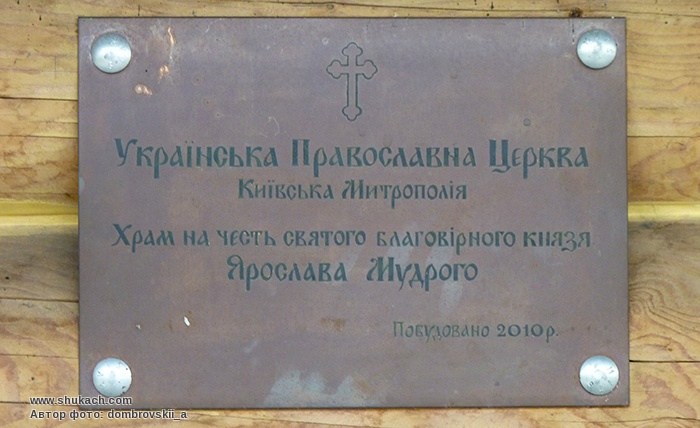 Українська Православна Церква
Київська Митрополія
Храм на честь святого благовірного князя
Ярослава Мудрого
Побудовано 2010р.
www.shukach.com
Автор фото: dombrovskii_a